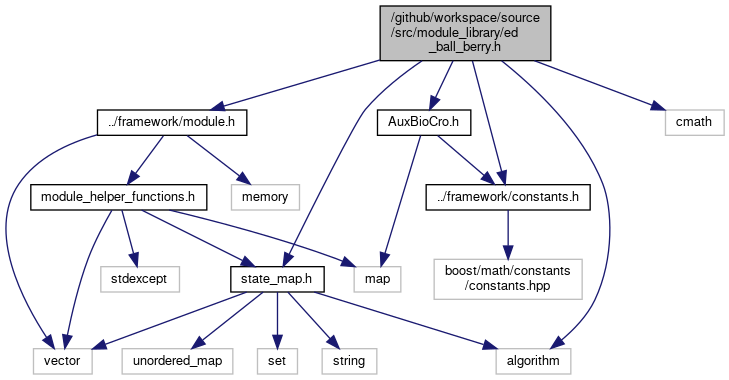 /github/workspace/source
/src/module_library/ed
_ball_berry.h
../framework/module.h
AuxBioCro.h
cmath
module_helper_functions.h
memory
../framework/constants.h
stdexcept
state_map.h
map
boost/math/constants
/constants.hpp
vector
unordered_map
set
string
algorithm